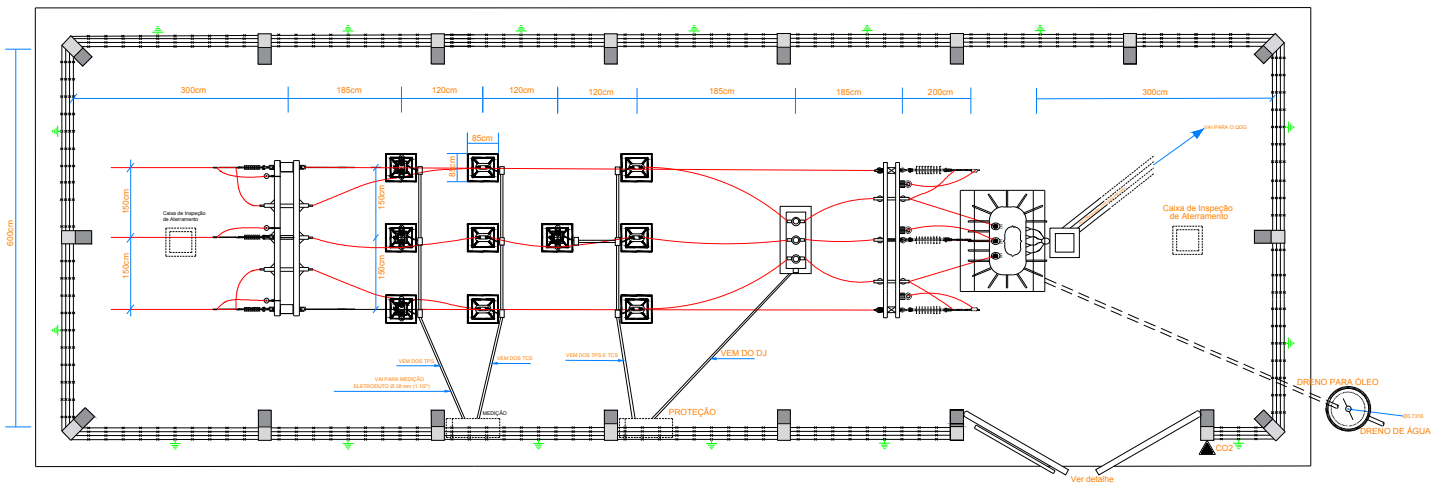 300cm
185cm
120cm
120cm
120cm
185cm
185cm
200cm
300cm
85cm
85cm
VAI PARA O QDG
600cm
150cm
150cm
150cm
150cm
Caixa de Inspeção
de Aterramento
Caixa de Inspeção
de Aterramento
VEM DOS TPS
VEM DOS TCS
VEM DOS TPS E TCS
VEM DO DJ
VAI PARA MEDIÇÃO
MEDIÇÃO
PROTEÇÃO
DRENO PARA ÓLEO
DRENO DE ÁGUA
CO2
Ver detalhe